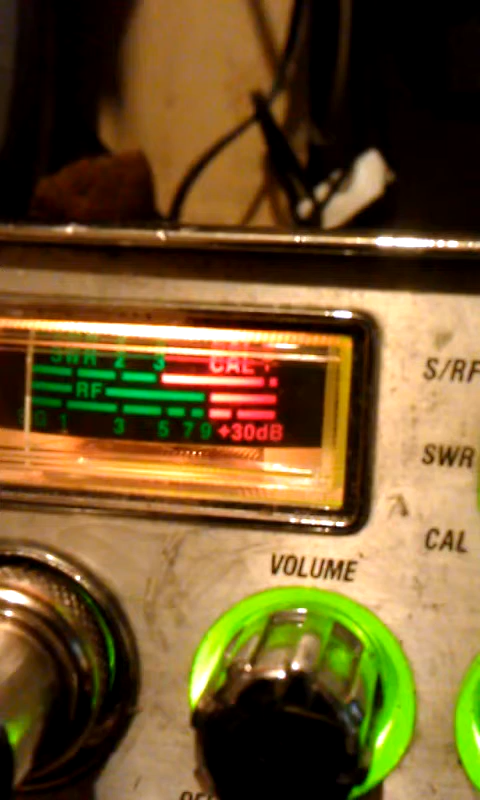 SWR 2 3 CAL
RF
1 3 5 7 9 +30dB
S/RF
SWR
CAL
VOLUME